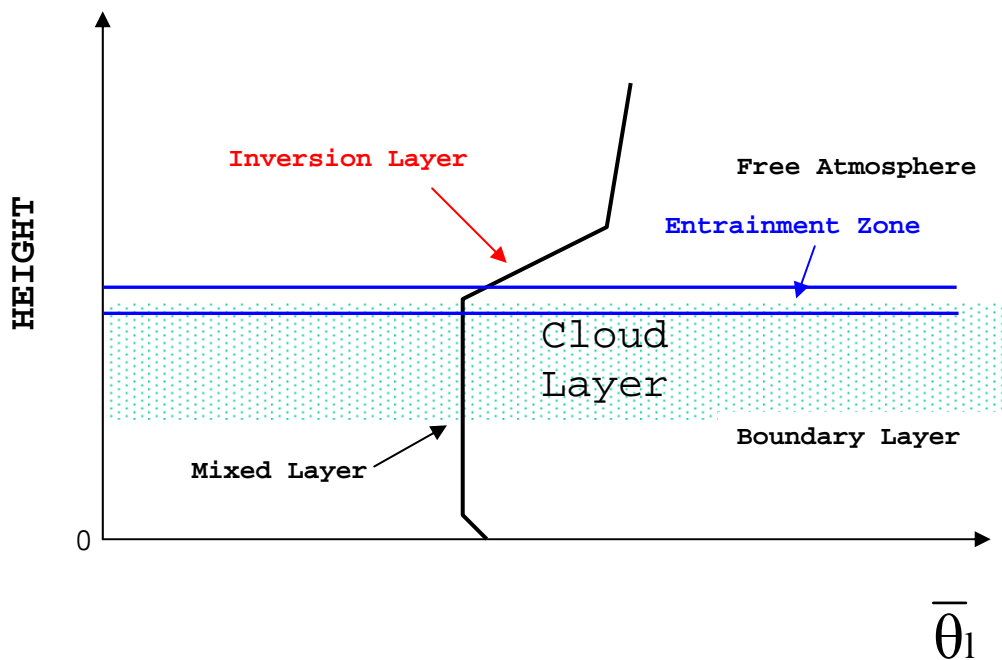 Inversion Layer
Free Atmosphere
Entrainment Zone
HEIGHT
Cloud
Layer
Boundary Layer
Mixed Layer
0
θ̅l